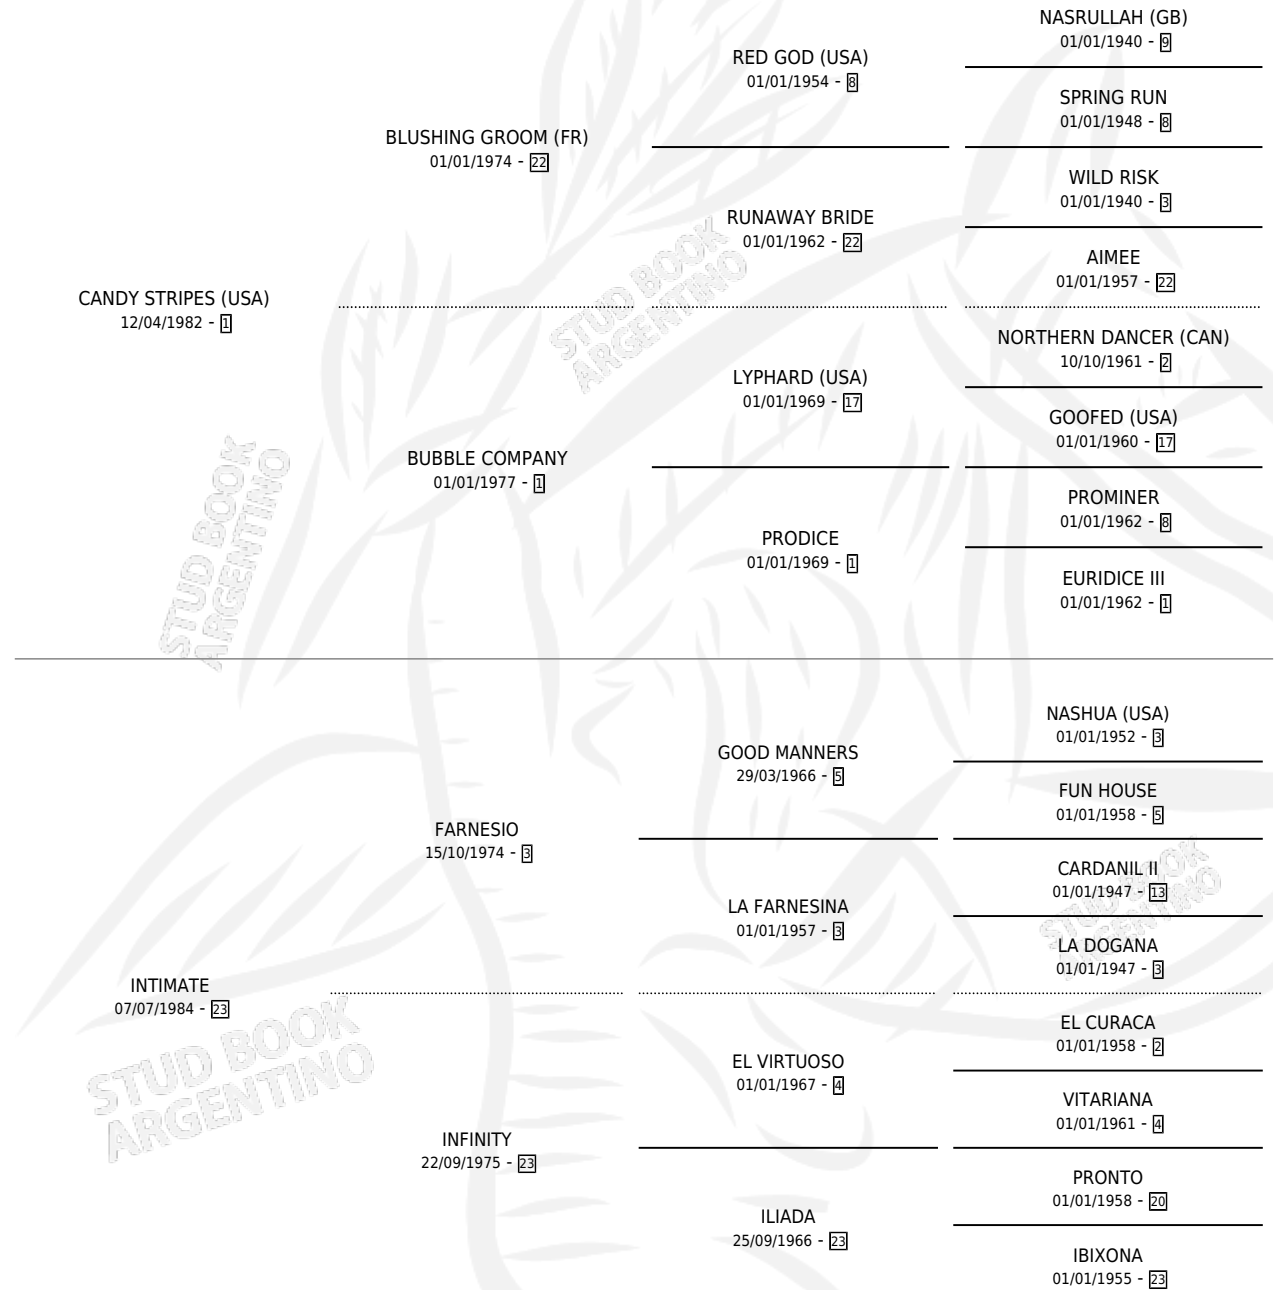 NASRULLAH (GB)
01/01/1940 - 9
RED GOD (USA)
01/01/1954 - 8
SPRING RUN
01/01/1948 - 8
BLUSHING GROOM (FR)
01/01/1974 - 22
WILD RISK
01/01/1940 - 3
RUNAWAY BRIDE
01/01/1962 - 22
AIMEE
01/01/1957 - 22
CANDY STRIPES (USA)
12/04/1982 - 1
STUD BOOK
ARGENTINO
NORTHERN DANCER (CAN)
10/10/1961 - 2
LYPHARD (USA)
01/01/1969 - 17
GOOFED (USA)
01/01/1960 - 17
BUBBLE COMPANY
01/01/1977 - 1
PROMINER
01/01/1962 - 8
PRODICE
01/01/1969 - 1
EURIDICE III
01/01/1962 - 1
STUD BOOK
ARGENTINO
NASHUA (USA)
01/01/1952 - 3
GOOD MANNERS
29/03/1966 - 5
FUN HOUSE
01/01/1958 - 5
FARNESIO
15/10/1974 - 3
CARDANIL II
01/01/1947 - 13
LA FARNESINA
01/01/1957 - 3
STUD BOOK
ARGENTINO
LA DOGANA
01/01/1947 - 3
INTIMATE
07/07/1984 - 23
EL CURACA
01/01/1958 - 2
STUD BOOK
ARGENTINO
EL VIRTUOSO
01/01/1967 - 4
VITARIANA
01/01/1961 - 4
INFINITY
22/09/1975 - 23
PRONTO
01/01/1958 - 20
ILIADA
25/09/1966 - 23
IBIXONA
01/01/1955 - 23